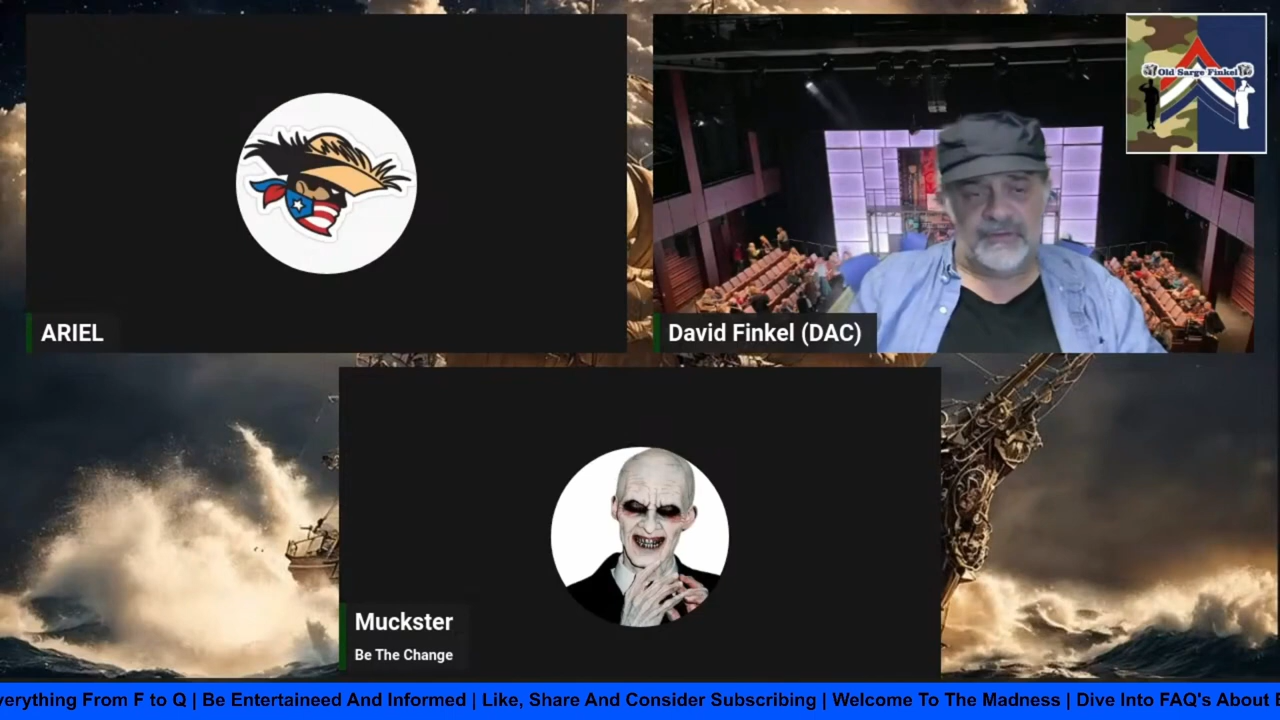 Old Sarge Finkel
ARIEL
David Finkel (DAC)
Muckster
Be The Change
verything From F to Q | Be Entertaineed And Informed | Like, Share And Consider Subscribing | Welcome To The Madness | Dive Into FAQ's About